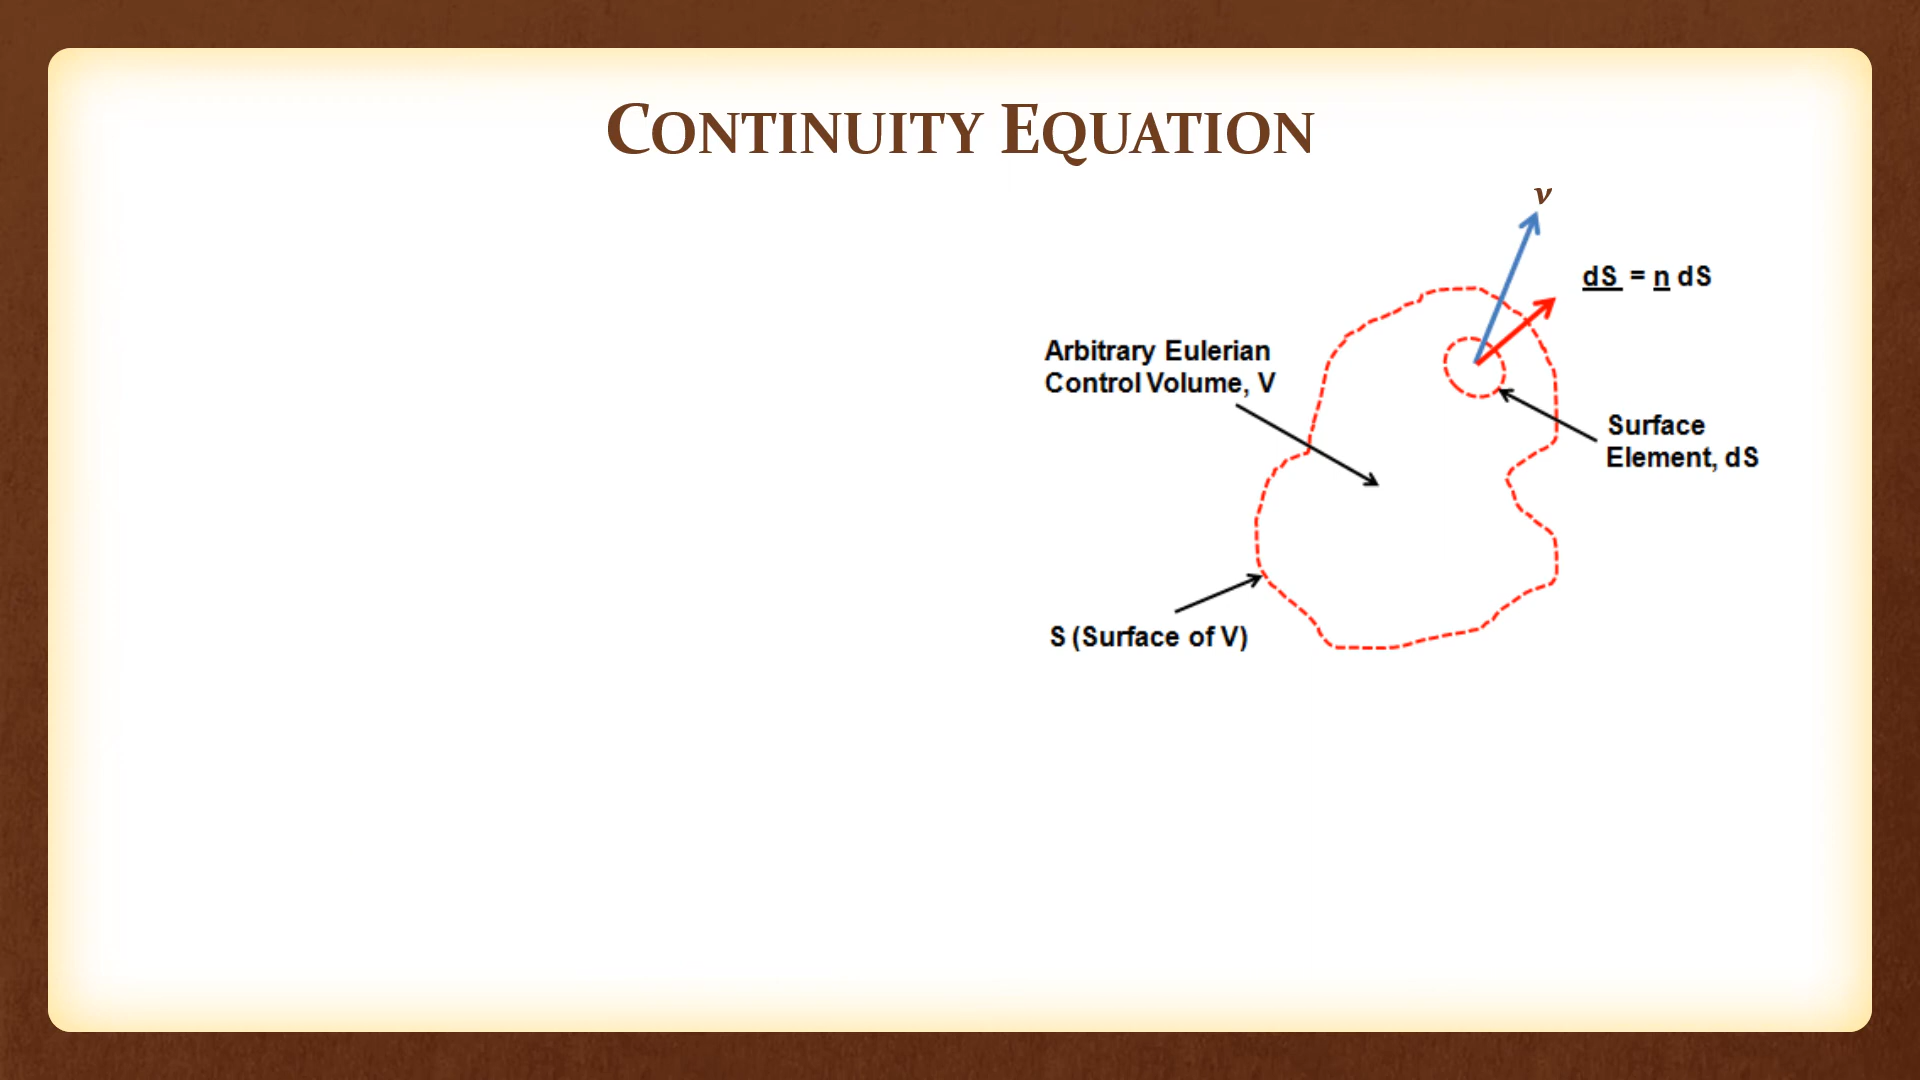 CONTINUITY EQUATION
v
dS = n dS
Arbitrary Eulerian
Control Volume, V
Surface
Element, dS
S (Surface of V)